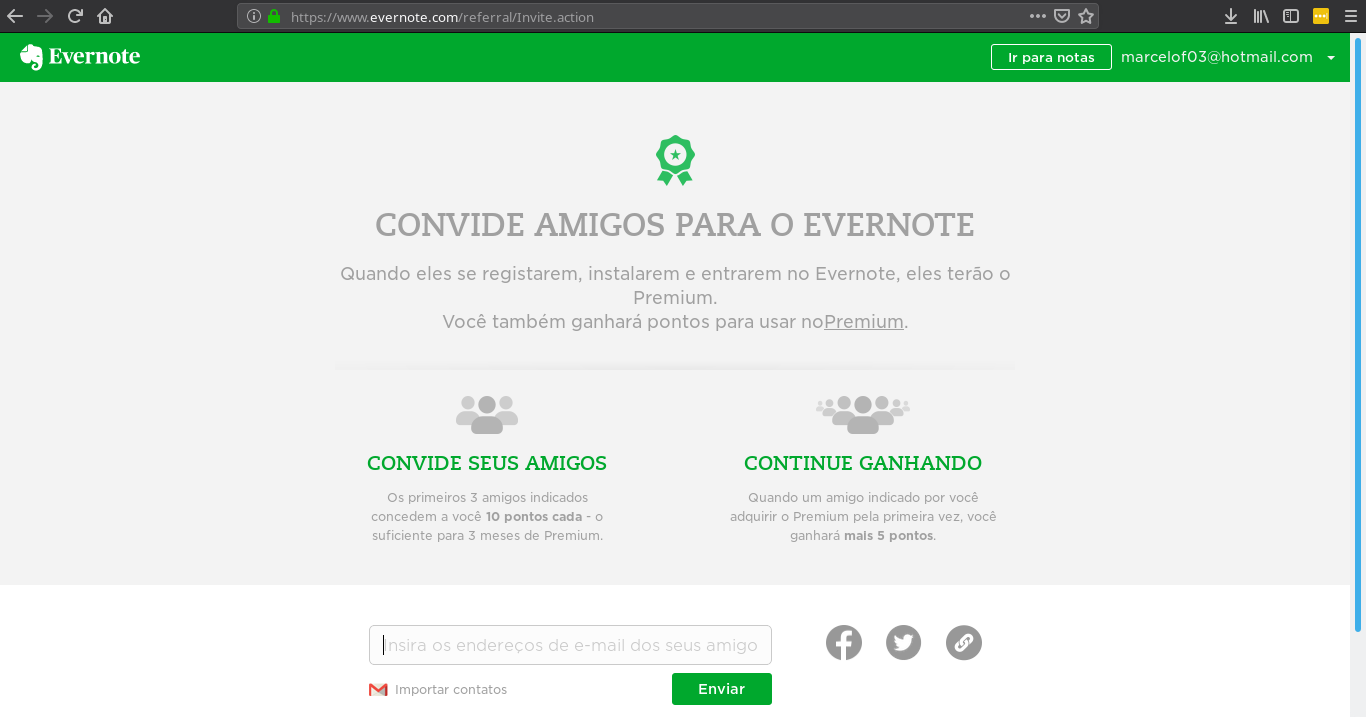 https://www.evernote.com/referral/Invite.action
Evernote
Ir para notas
marcelof03@hotmail.com
CONVIDE AMIGOS PARA O EVERNOTE
Quando eles se registarem, instalarem e entrarem no Evernote, eles terão o
Premium.
Você também ganhará pontos para usar noPremium.
CONVIDE SEUS AMIGOS
Os primeiros 3 amigos indicados
concedem a você 10 pontos cada - o
suficiente para 3 meses de Premium.
CONTINUE GANHANDO
Quando um amigo indicado por você
adquirir o Premium pela primeira vez, você
ganhará mais 5 pontos.
Insira os endereços de e-mail dos seus amigo
Importar contatos
Enviar